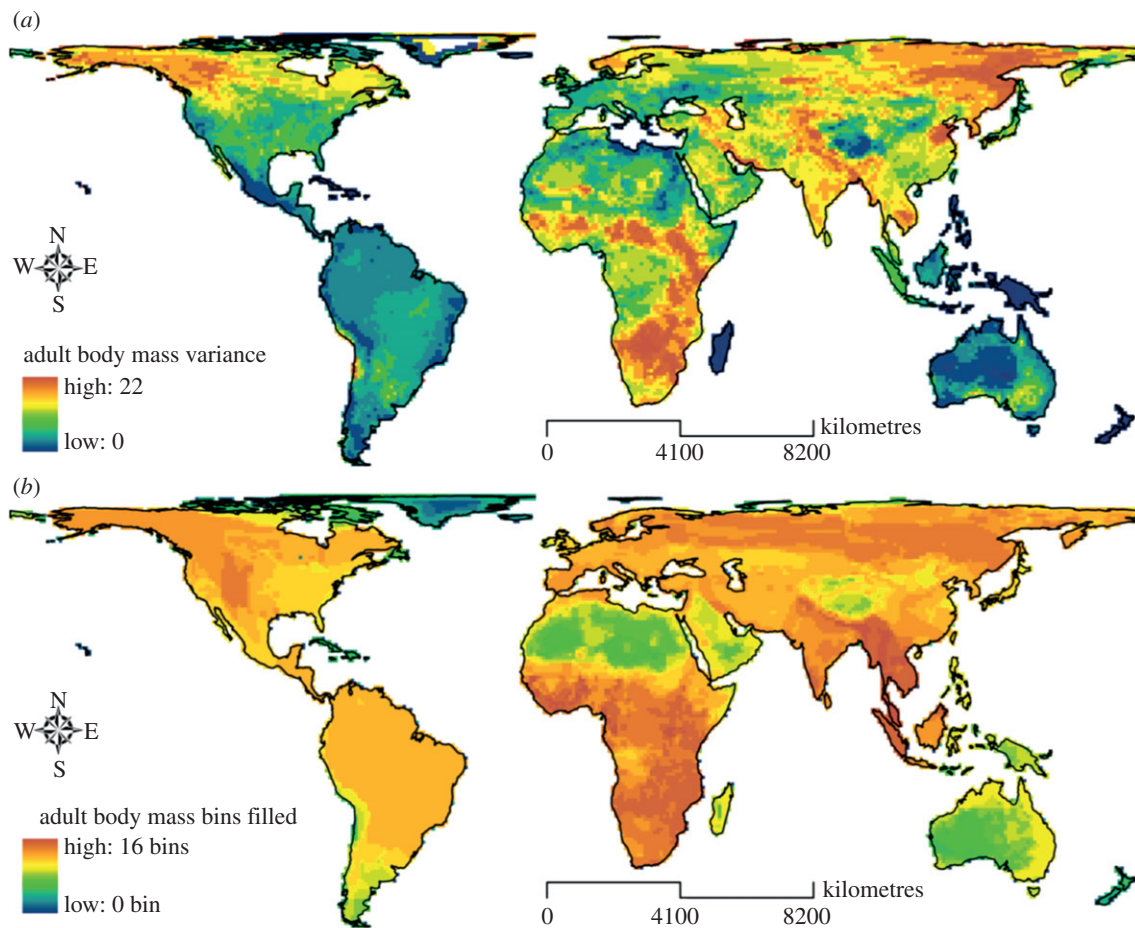 (a)
N
W E
S
adult body mass variance
high: 22
low: 0
kilometres
0 4100 8200
(b)
N
W E
S
adult body mass bins filled
high: 16 bins
low: 0 bin
kilometres
0 4100 8200